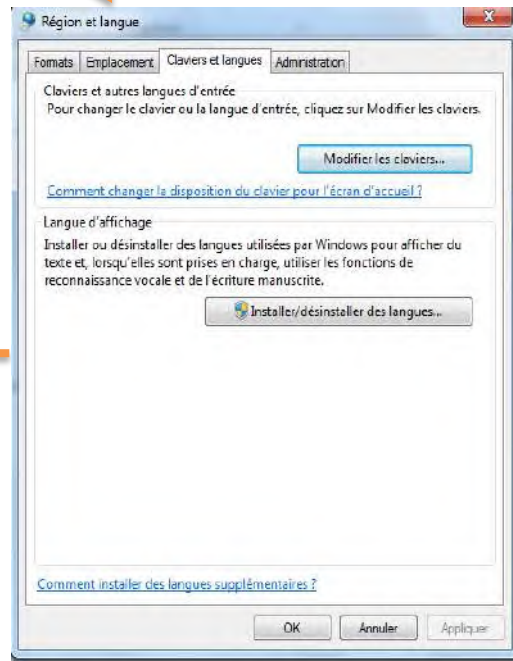 Région et langue
Formats Emplacement Claviers et langues Administration
Claviers et autres langues d'entrée
Pour changer le clavier ou la langue d'entrée, cliquez sur Modifier les claviers.
Modifier les claviers...
Comment changer la disposition du clavier pour l'écran d'accueil ?
Langue d'affichage
Installer ou désinstaller des langues utilisées par Windows pour afficher du
texte et, lorsqu'elles sont prises en charge, utiliser les fonctions de
reconnaissance vocale et de l'écriture manuscrite.
Installer/désinstaller des langues...
Comment installer des langues supplémentaires ?
OK Annuler Appliquer